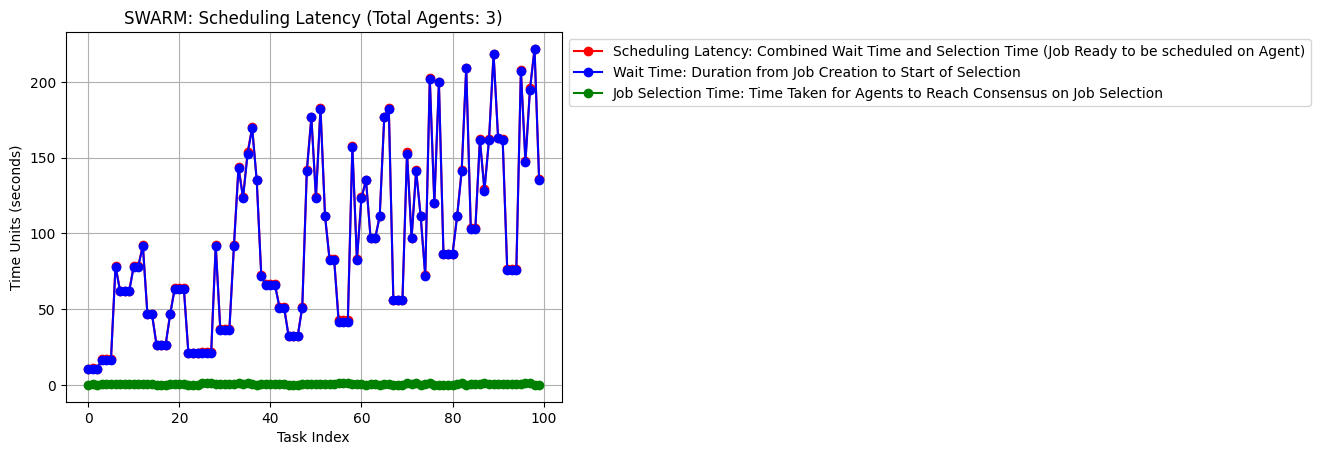 SWARM: Scheduling Latency (Total Agents: 3)
Scheduling Latency: Combined Wait Time and Selection Time (Job Ready to be scheduled on Agent)
Wait Time: Duration from Job Creation to Start of Selection
Job Selection Time: Time Taken for Agents to Reach Consensus on Job Selection
Time Units (seconds)
200
150
100
50
0
0 20 40 60 80 100
Task Index